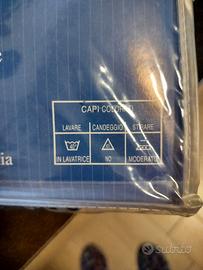 CAPI COLORATI
LAVARE CANDEGGIO STIRARE
IN LAVATRICE NO MODERATO
subito